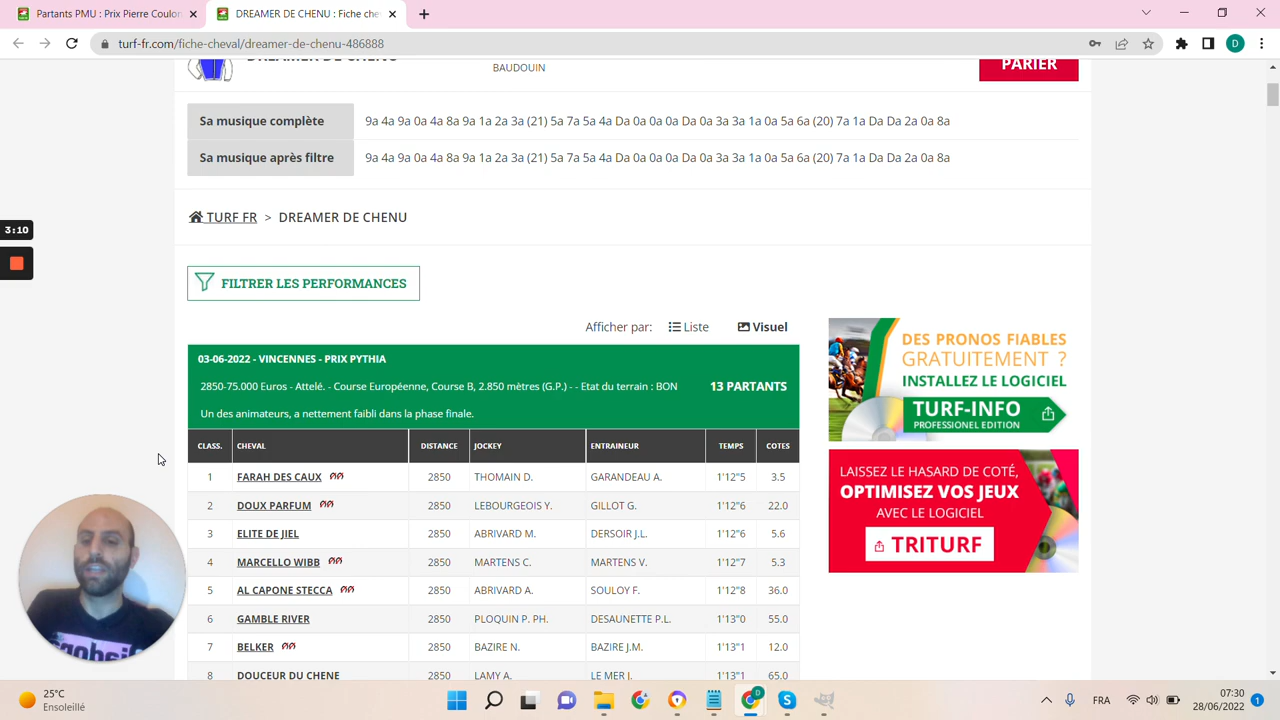 Partants PMU : Prix Pierre Coulon
DREAMER DE CHENU : Fiche che
turf-fr.com/fiche-cheval/dreamer-de-chenu-486888
D
DREAMER DE CHENU
BAUDOUIN
PARIER
Sa musique complète 9a 4a 9a 0a 4a 8a 9a 1a 2a 3a (21) 5a 7a 5a 4a Da 0a 0a 0a Da 0a 3a 3a 1a 0a 5a 6a (20) 7a 1a Da Da 2a 0a 8a
Sa musique après filtre 9a 4a 9a 0a 4a 8a 9a 1a 2a 3a (21) 5a 7a 5a 4a Da 0a 0a 0a Da 0a 3a 3a 1a 0a 5a 6a (20) 7a 1a Da Da 2a 0a 8a
3:10
TURF FR > DREAMER DE CHENU
FILTRER LES PERFORMANCES
Afficher par: Liste Visuel
03-06-2022 - VINCENNES - PRIX PYTHIA
2850-75.000 Euros - Attelé. - Course Européenne, Course B, 2.850 mètres (G.P.) - - Etat du terrain : BON 13 PARTANTS
Un des animateurs, a nettement faibli dans la phase finale.
CLASS. CHEVAL DISTANCE JOCKEY ENTRAINEUR TEMPS COTES
1 FARAH DES CAUX 2850 THOMAIN D. GARANDEAU A. 1'12"5 3.5
2 DOUX PARFUM 2850 LEBOURGEOIS Y. GILLOT G. 1'12"6 22.0
3 ELITE DE JIEL 2850 ABRIVARD M. DERSOIR J.L. 1'12"6 5.6
4 MARCELLO WIBB 2850 MARTENS C. MARTENS V. 1'12"7 5.3
5 AL CAPONE STECCA 2850 ABRIVARD A. SOULOY F. 1'12"8 36.0
6 GAMBLE RIVER 2850 PLOQUIN P. PH. DESAUNETTE P.L. 1'13"0 55.0
7 BELKER 2850 BAZIRE N. BAZIRE J.M. 1'13"1 12.0
8 DOUCEUR DU CHENE 2850 LAMY A. LE MER J. 1'13"1 65.0
DES PRONOS FIABLES
GRATUITEMENT ?
INSTALLEZ LE LOGICIEL
TURF-INFO
PROFESIONNEL EDITION
LAISSEZ LE HASARD DE COTÉ,
OPTIMISEZ VOS JEUX
AVEC LE LOGICIEL
TRITURF
25°C
Ensoleillé
D
FRA
07:30
28/06/2022
1